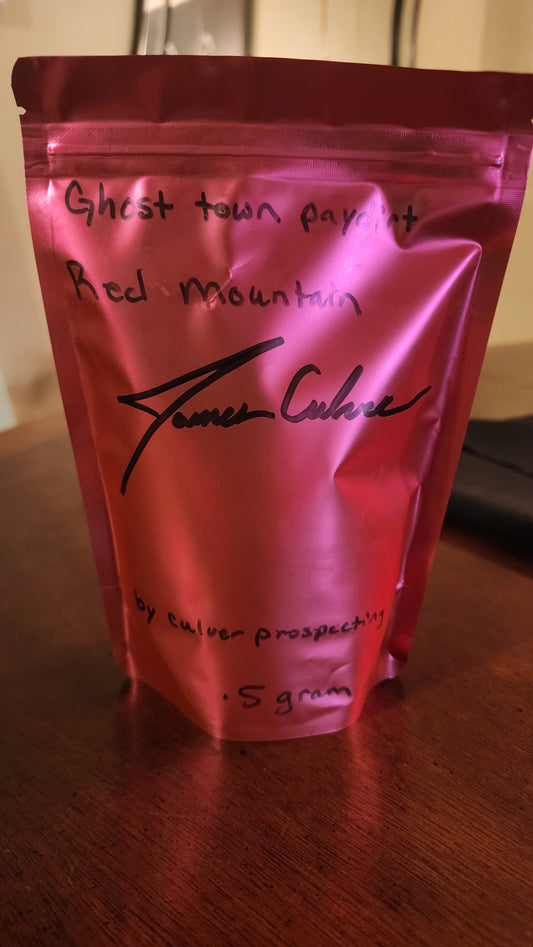 Ghost town paydirt
Red Mountain
James Culver
by culver prospecting
.5 gram